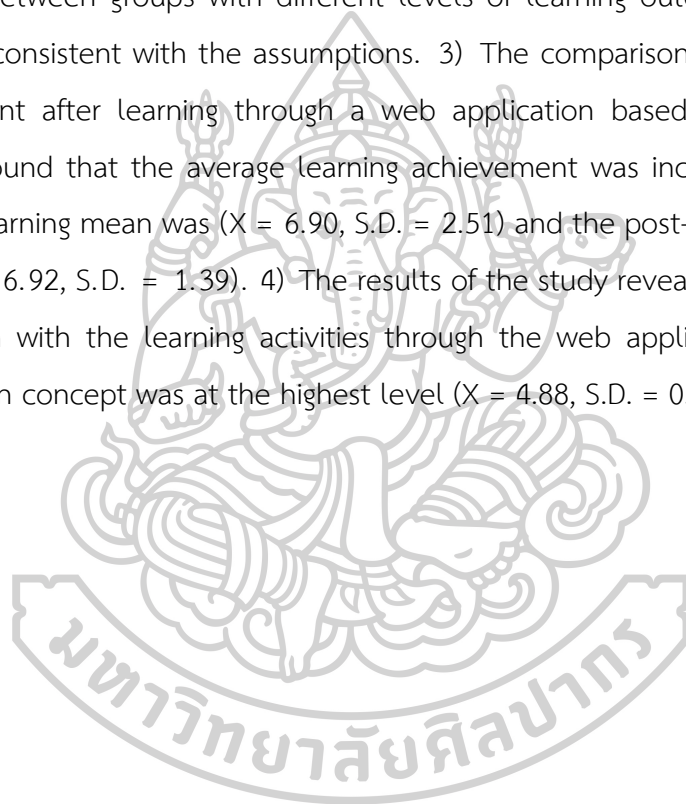 etween groups with different levels of learning out
consistent with the assumptions. 3) The comparison
nt after learning through a web application based
ound that the average learning achievement was inc
arning mean was (X = 6.90, S.D. = 2.51) and the post-
6.92, S.D. = 1.39). 4) The results of the study revea
with the learning activities through the web appli
n concept was at the highest level (X = 4.88, S.D. = 0
มหาวิทยาลัยศิลปากร